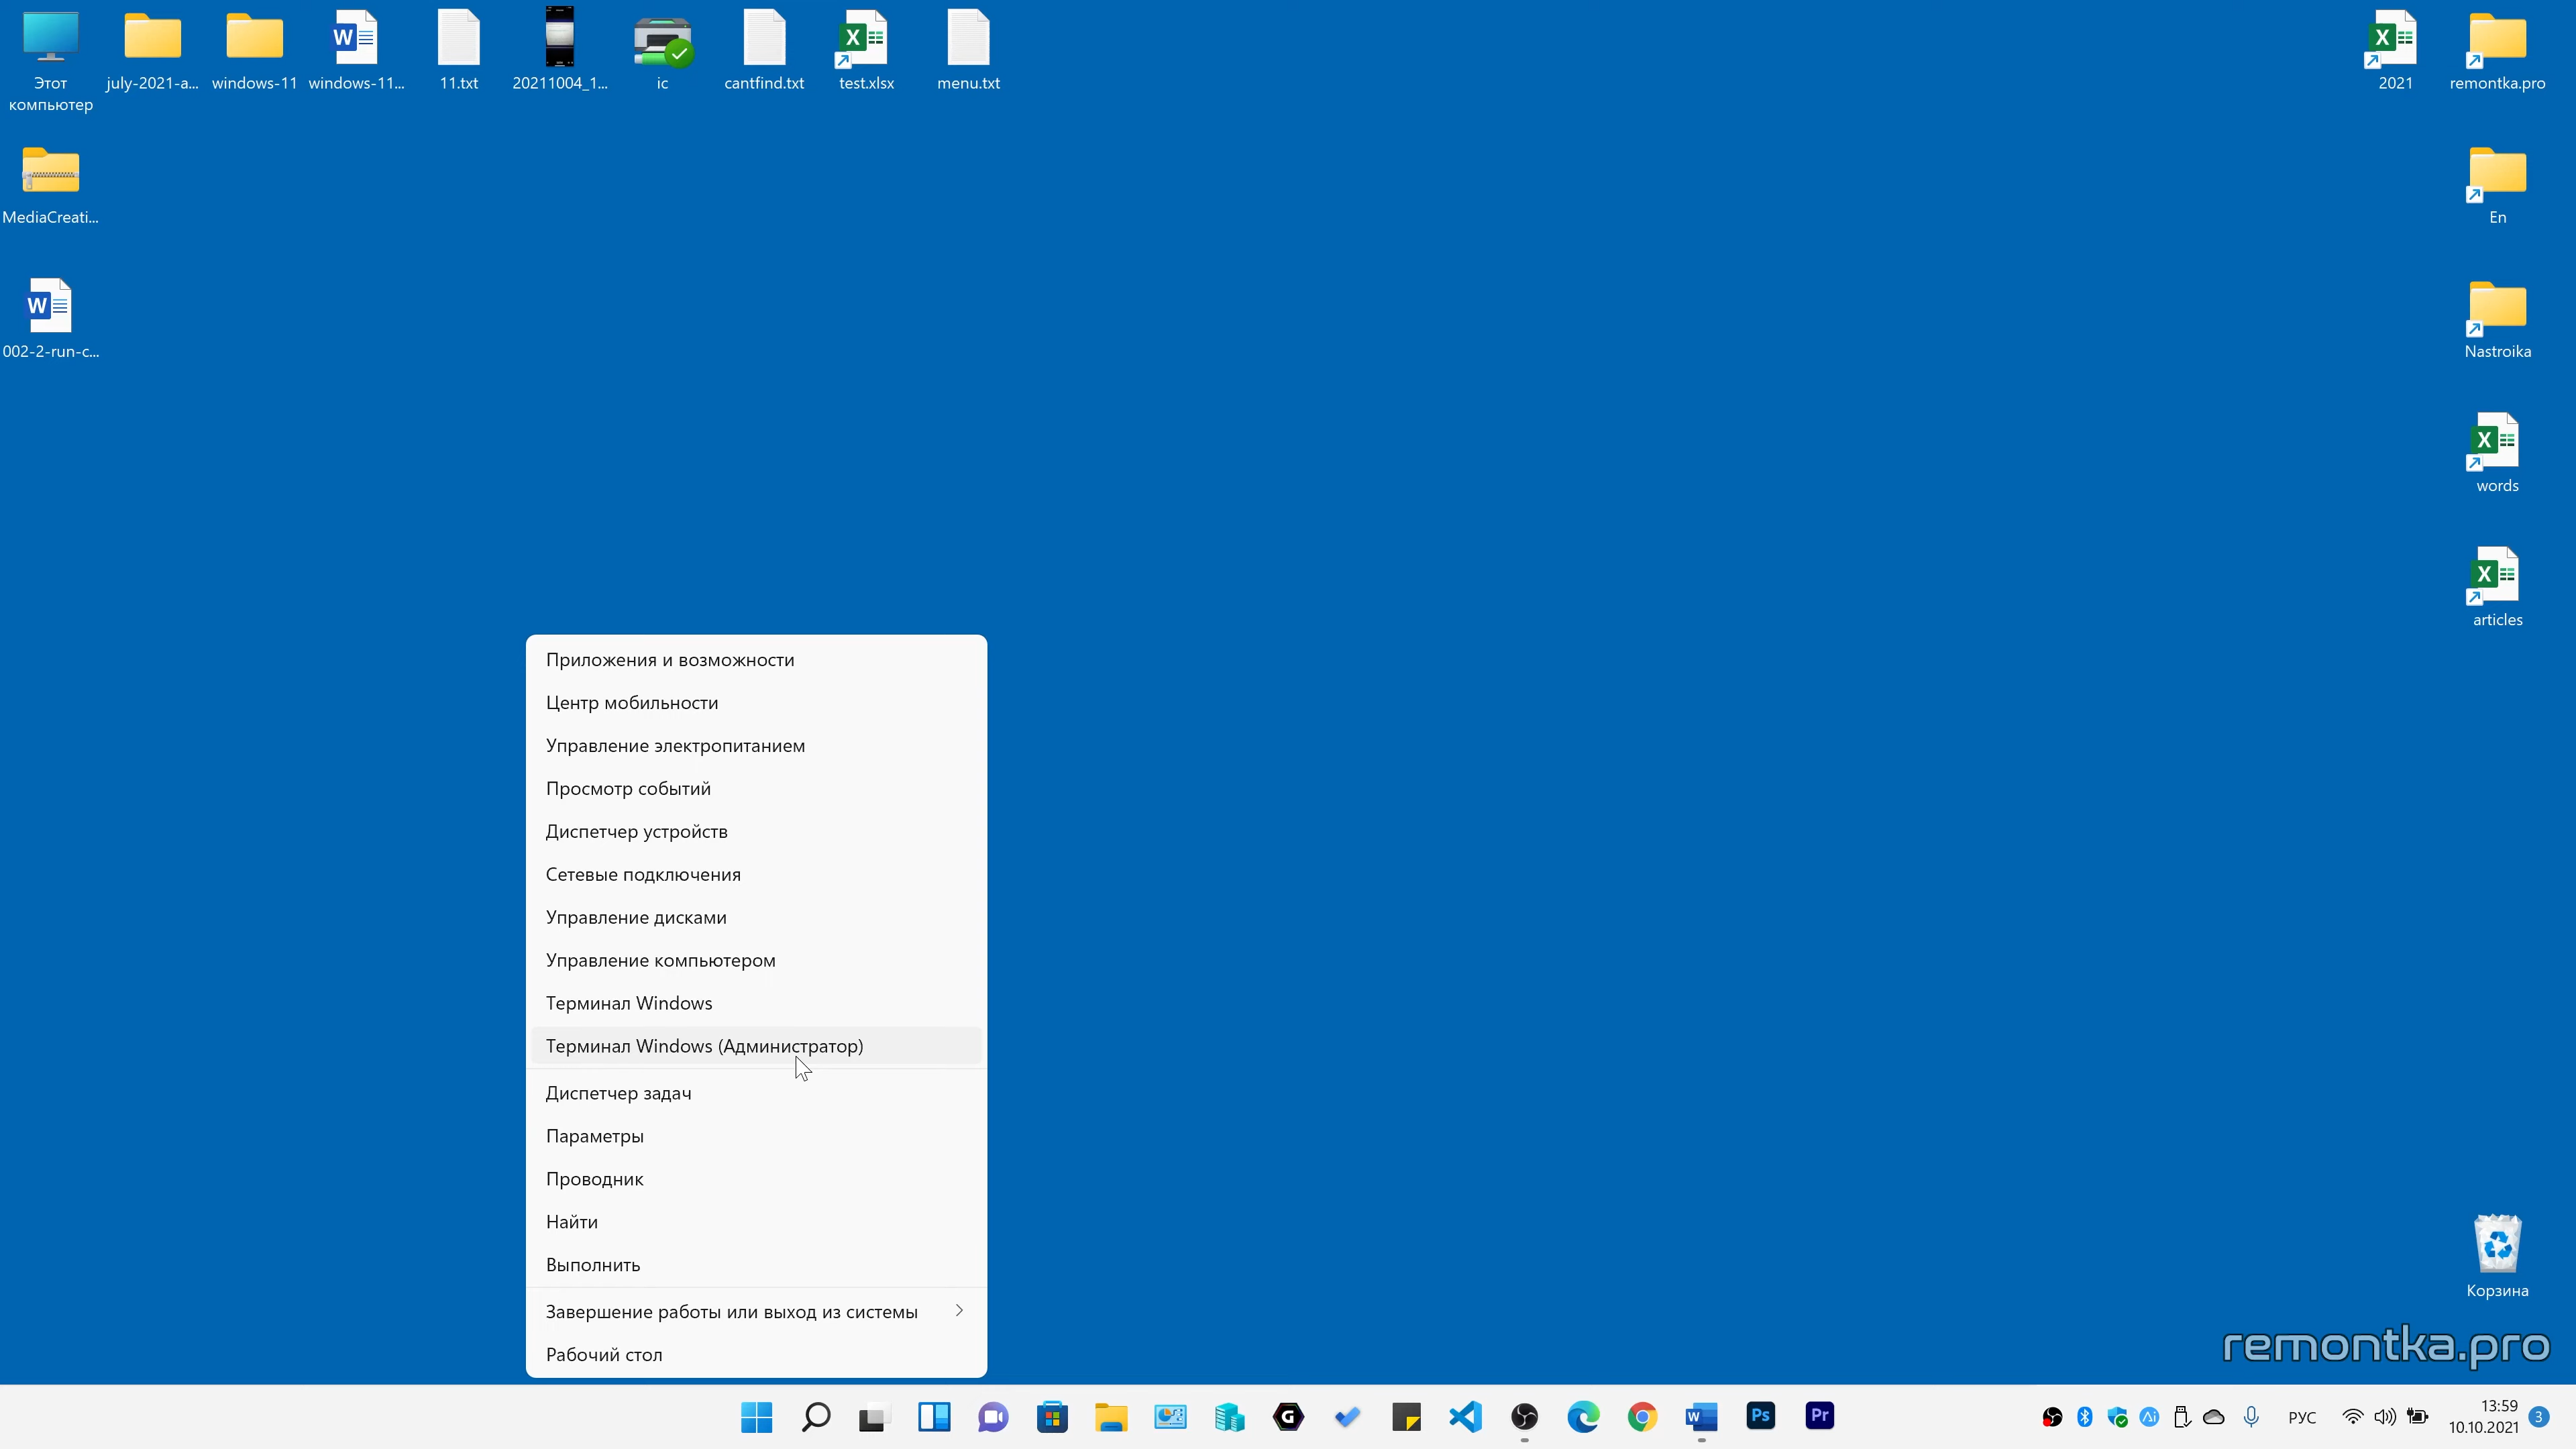 Этот
компьютер
july-2021-a...
windows-11
windows-11...
11.txt
20211004_1...
ic
cantfind.txt
test.xlsx
menu.txt
2021
remontka.pro
MediaCreati...
En
002-2-run-c...
Nastroika
words
articles
Приложения и возможности
Центр мобильности
Управление электропитанием
Просмотр событий
Диспетчер устройств
Сетевые подключения
Управление дисками
Управление компьютером
Терминал Windows
Терминал Windows (Администратор)
Диспетчер задач
Параметры
Проводник
Найти
Выполнить
Завершение работы или выход из системы
Рабочий стол
Корзина
remontka.pro
Ps
Pr
РУС
13:59
10.10.2021
3